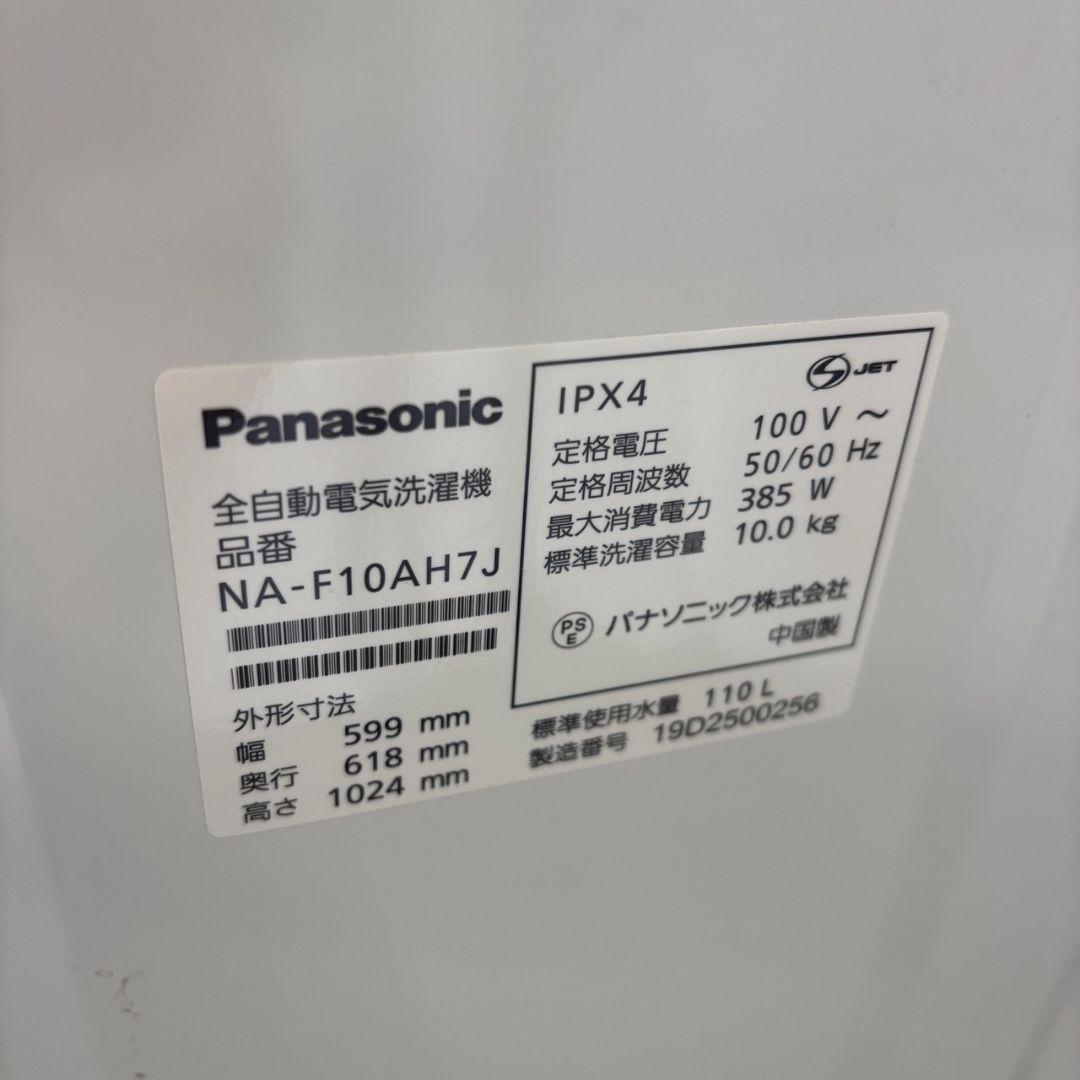 Panasonic
全自動電気洗濯機
品番
NA-F10AH7J
外形寸法
幅 599 mm
奥行 618 mm
高さ 1024 mm
IPX4
S JET
定格電圧 100 V ～
定格周波数 50/60 Hz
最大消費電力 385 W
標準洗濯容量 10.0 kg
PS
E
パナソニック株式会社
中国製
標準使用水量 110 L
製造番号 19D2500256